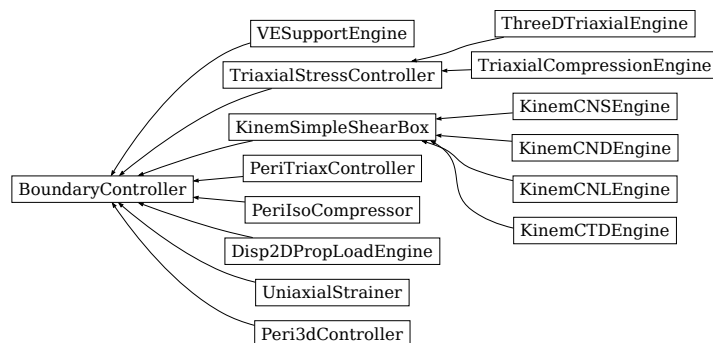 ThreeDTriaxialEngine
VESupportEngine
TriaxialCompressionEngine
TriaxialStressController
KinemCNSEngine
KinemSimpleShearBox
KinemCNDEngine
PeriTriaxController
BoundaryController
KinemCNLEngine
PeriIsoCompressor
KinemCTDEngine
Disp2DPropLoadEngine
UniaxialStrainer
Peri3dController